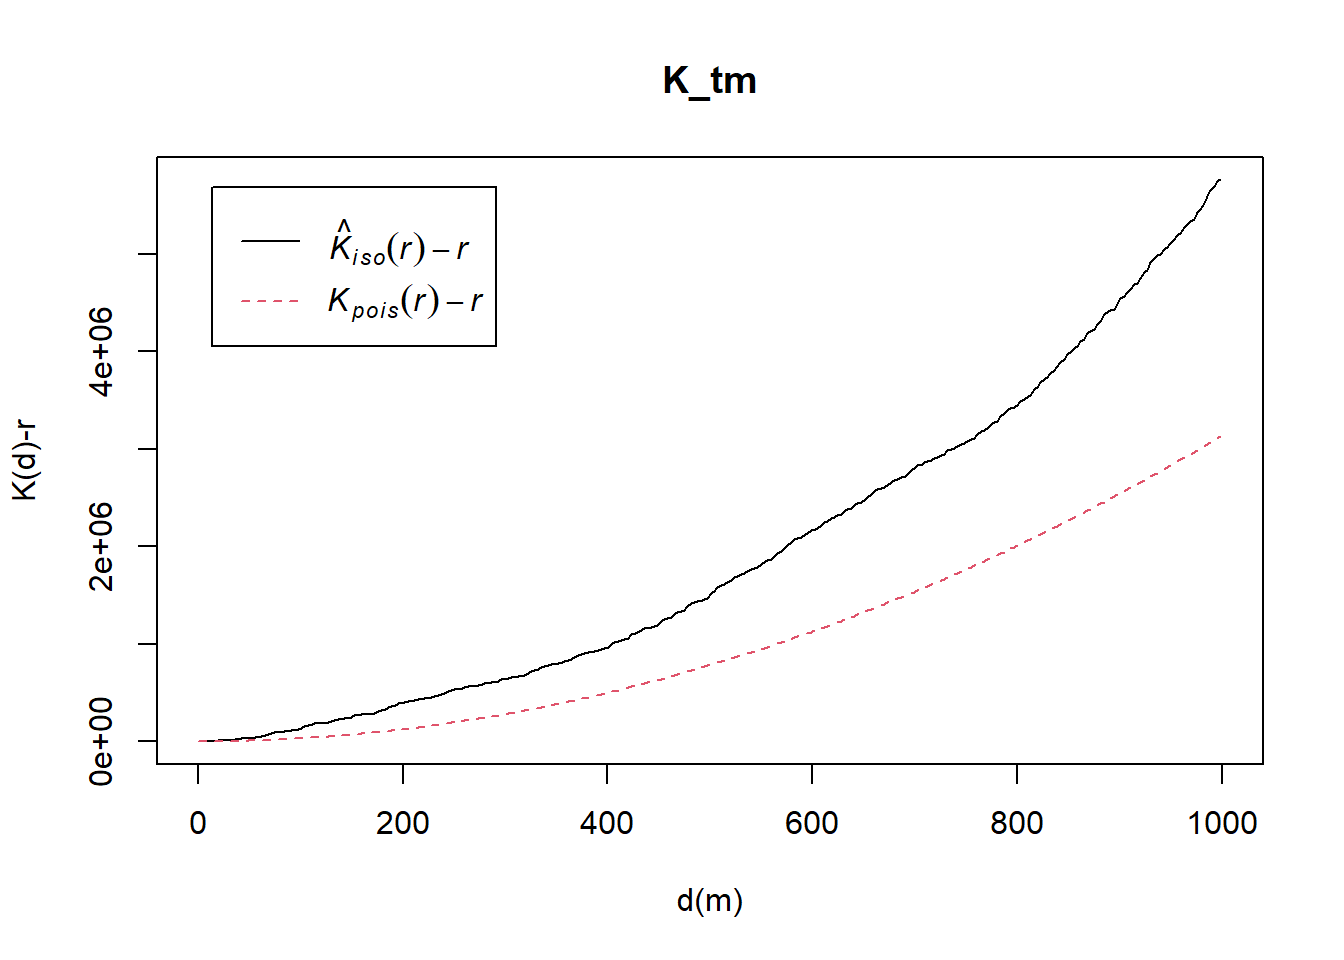 K_tm
K̂iso(r) − r
Kpois(r) − r
K(d)-r
0e+00 2e+06 4e+06
0 200 400 600 800 1000
d(m)